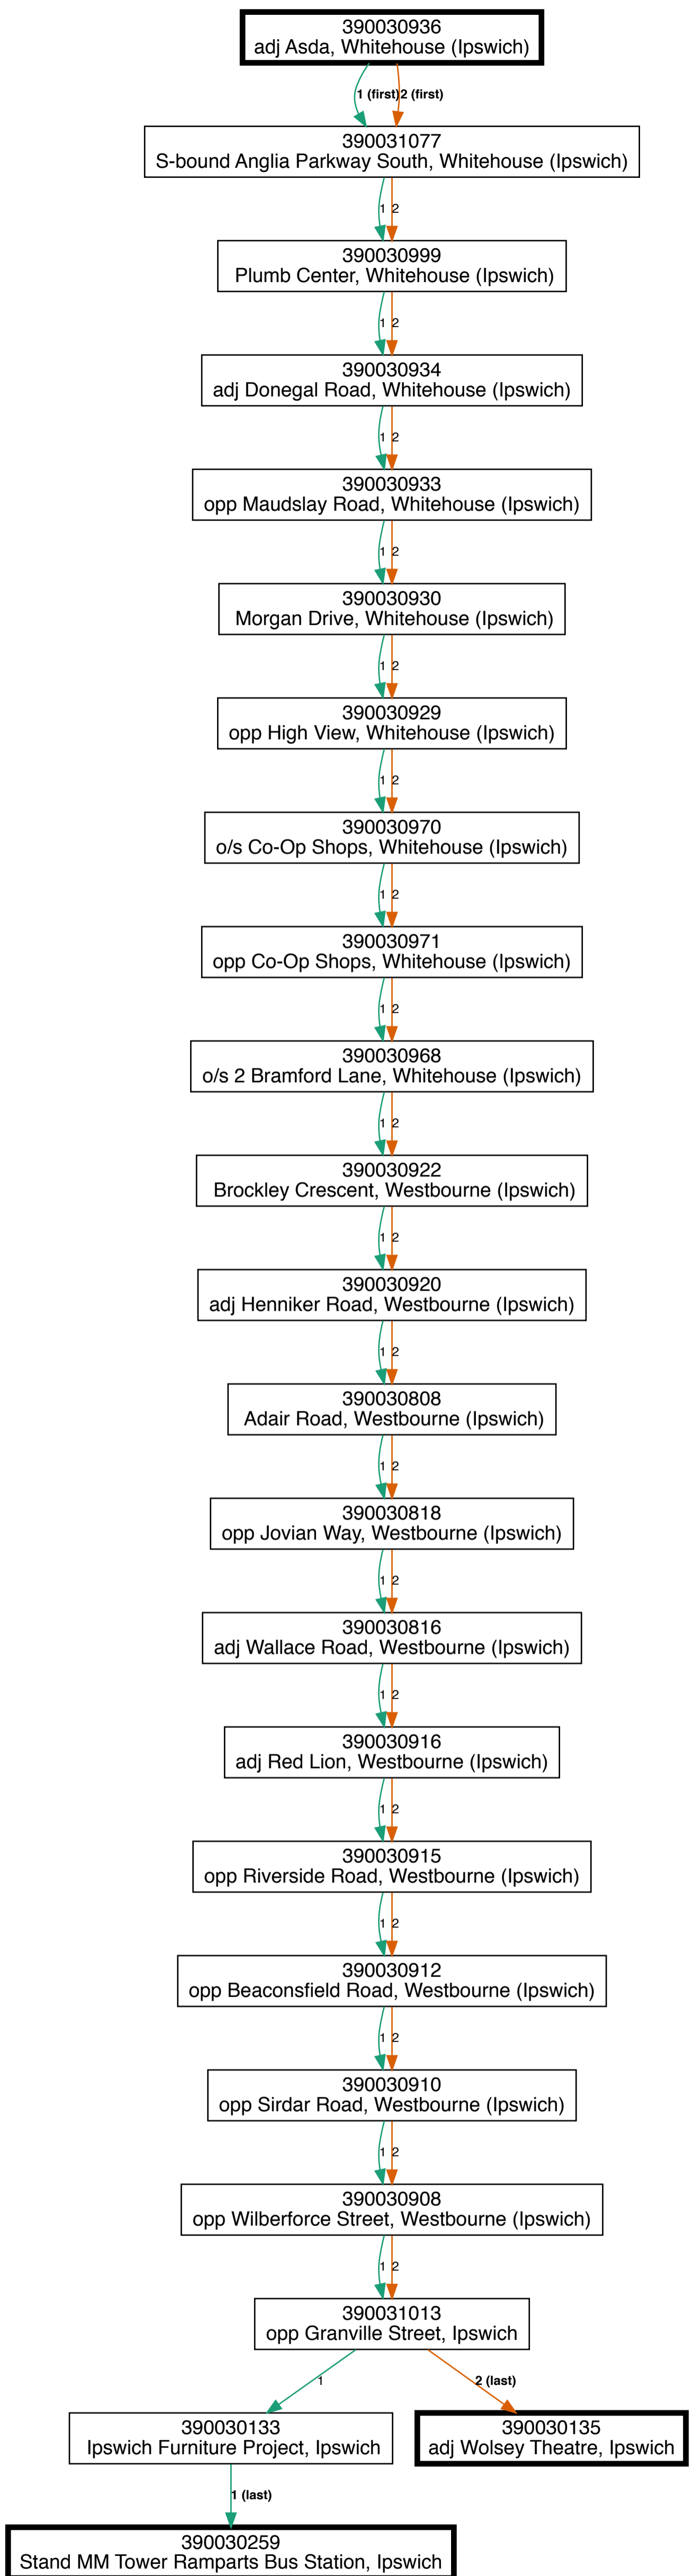 390030936
adj Asda, Whitehouse (Ipswich)
1 (first) 2 (first)
390031077
S-bound Anglia Parkway South, Whitehouse (Ipswich)
1 2
390030999
Plumb Center, Whitehouse (Ipswich)
1 2
390030934
adj Donegal Road, Whitehouse (Ipswich)
1 2
390030933
opp Maudslay Road, Whitehouse (Ipswich)
1 2
390030930
Morgan Drive, Whitehouse (Ipswich)
1 2
390030929
opp High View, Whitehouse (Ipswich)
1 2
390030970
o/s Co-Op Shops, Whitehouse (Ipswich)
1 2
390030971
opp Co-Op Shops, Whitehouse (Ipswich)
1 2
390030968
o/s 2 Bramford Lane, Whitehouse (Ipswich)
1 2
390030922
Brockley Crescent, Westbourne (Ipswich)
1 2
390030920
adj Henniker Road, Westbourne (Ipswich)
1 2
390030808
Adair Road, Westbourne (Ipswich)
1 2
390030818
opp Jovian Way, Westbourne (Ipswich)
1 2
390030816
adj Wallace Road, Westbourne (Ipswich)
1 2
390030916
adj Red Lion, Westbourne (Ipswich)
1 2
390030915
opp Riverside Road, Westbourne (Ipswich)
1 2
390030912
opp Beaconsfield Road, Westbourne (Ipswich)
1 2
390030910
opp Sirdar Road, Westbourne (Ipswich)
1 2
390030908
opp Wilberforce Street, Westbourne (Ipswich)
1 2
390031013
opp Granville Street, Ipswich
1 2 (last)
390030133
Ipswich Furniture Project, Ipswich
390030135
adj Wolsey Theatre, Ipswich
1 (last)
390030259
Stand MM Tower Ramparts Bus Station, Ipswich